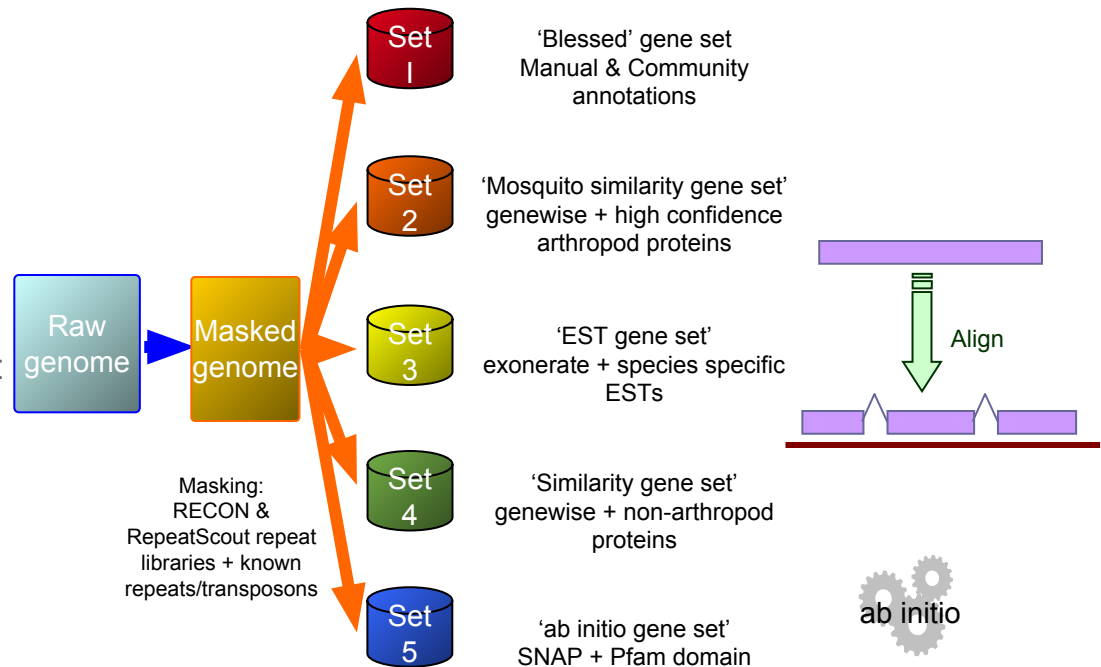 Raw
genome
Masked
genome
Masking:
RECON &
RepeatScout repeat
libraries + known
repeats/transposons
Set
1
‘Blessed’ gene set
Manual & Community
annotations
Set
2
‘Mosquito similarity gene set’
genewise + high confidence
arthropod proteins
Set
3
‘EST gene set’
exonerate + species specific
ESTs
Set
4
‘Similarity gene set’
genewise + non-arthropod
proteins
Set
5
‘ab initio gene set’
SNAP + Pfam domain
Align
ab initio